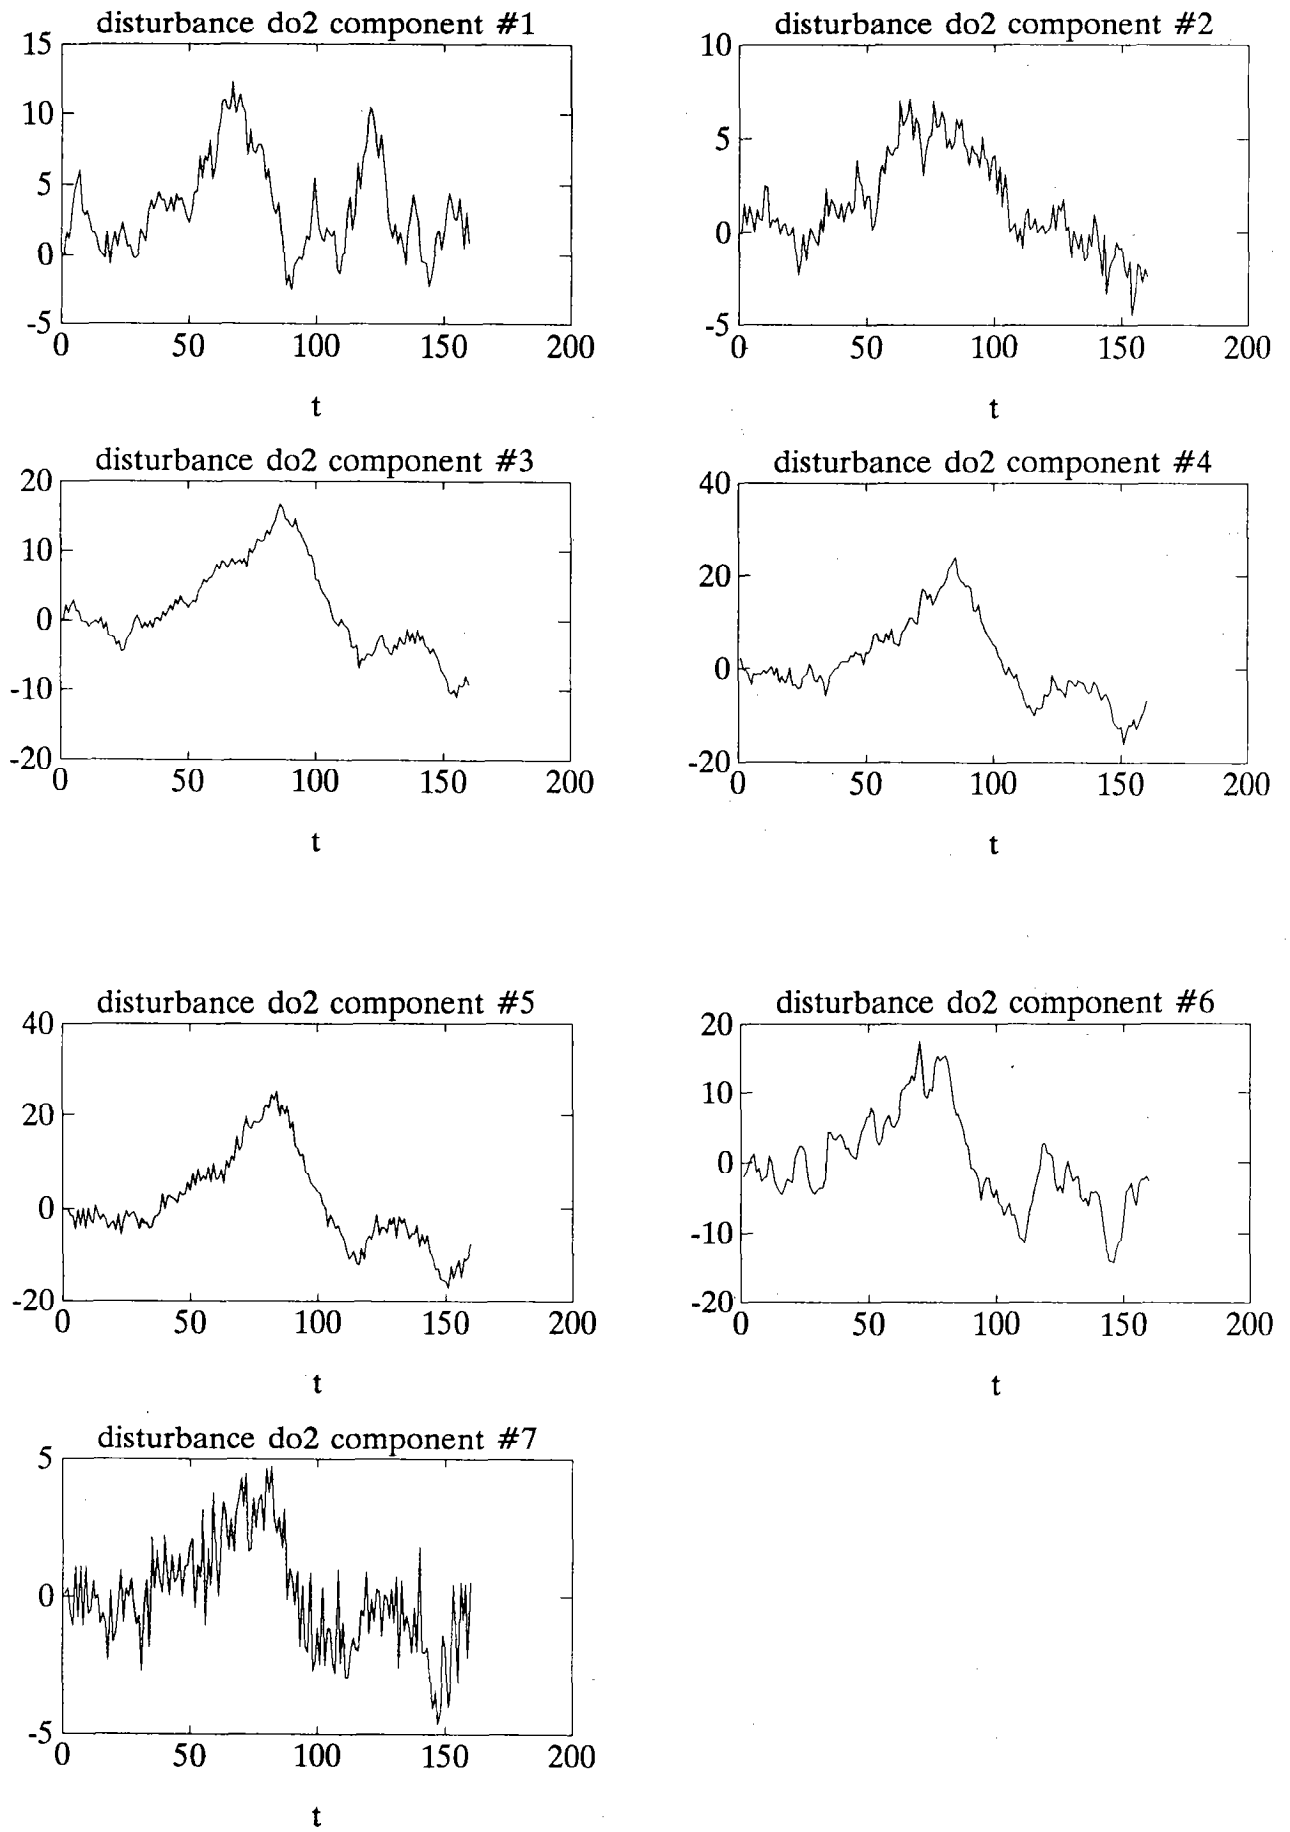 disturbance do2 component #1
15
10
5
0
-5
0 50 100 150 200
t
disturbance do2 component #2
10
5
0
-5
0 50 100 150 200
t
disturbance do2 component #3
20
10
0
-10
-20
0 50 100 150 200
t
disturbance do2 component #4
40
20
0
-20
0 50 100 150 200
t
disturbance do2 component #5
40
20
0
-20
0 50 100 150 200
t
disturbance do2 component #6
20
10
0
-10
-20
0 50 100 150 200
t
disturbance do2 component #7
5
0
-5
0 50 100 150 200
t